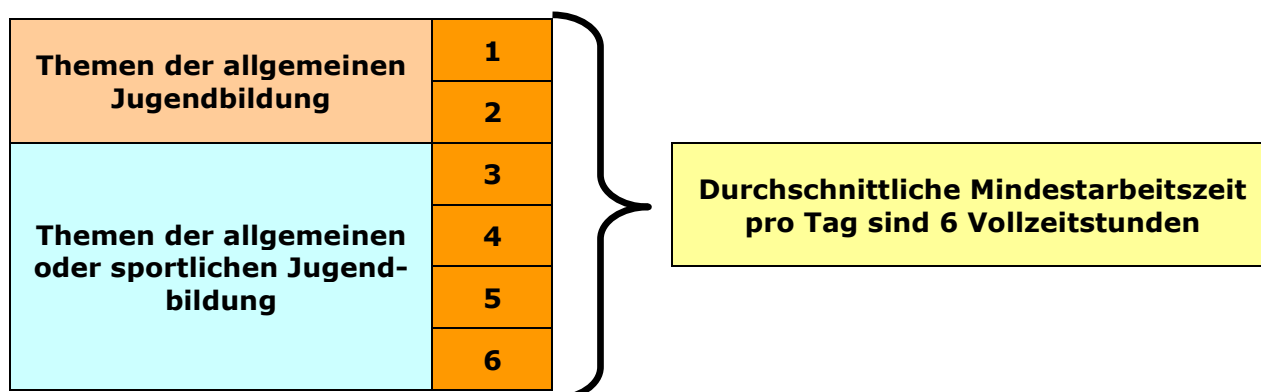 Themen der allgemeinen
Jugendbildung
1
2
Themen der allgemeinen
oder sportlichen Jugend-
bildung
3
4
5
6
Durchschnittliche Mindestarbeitszeit
pro Tag sind 6 Vollzeitstunden